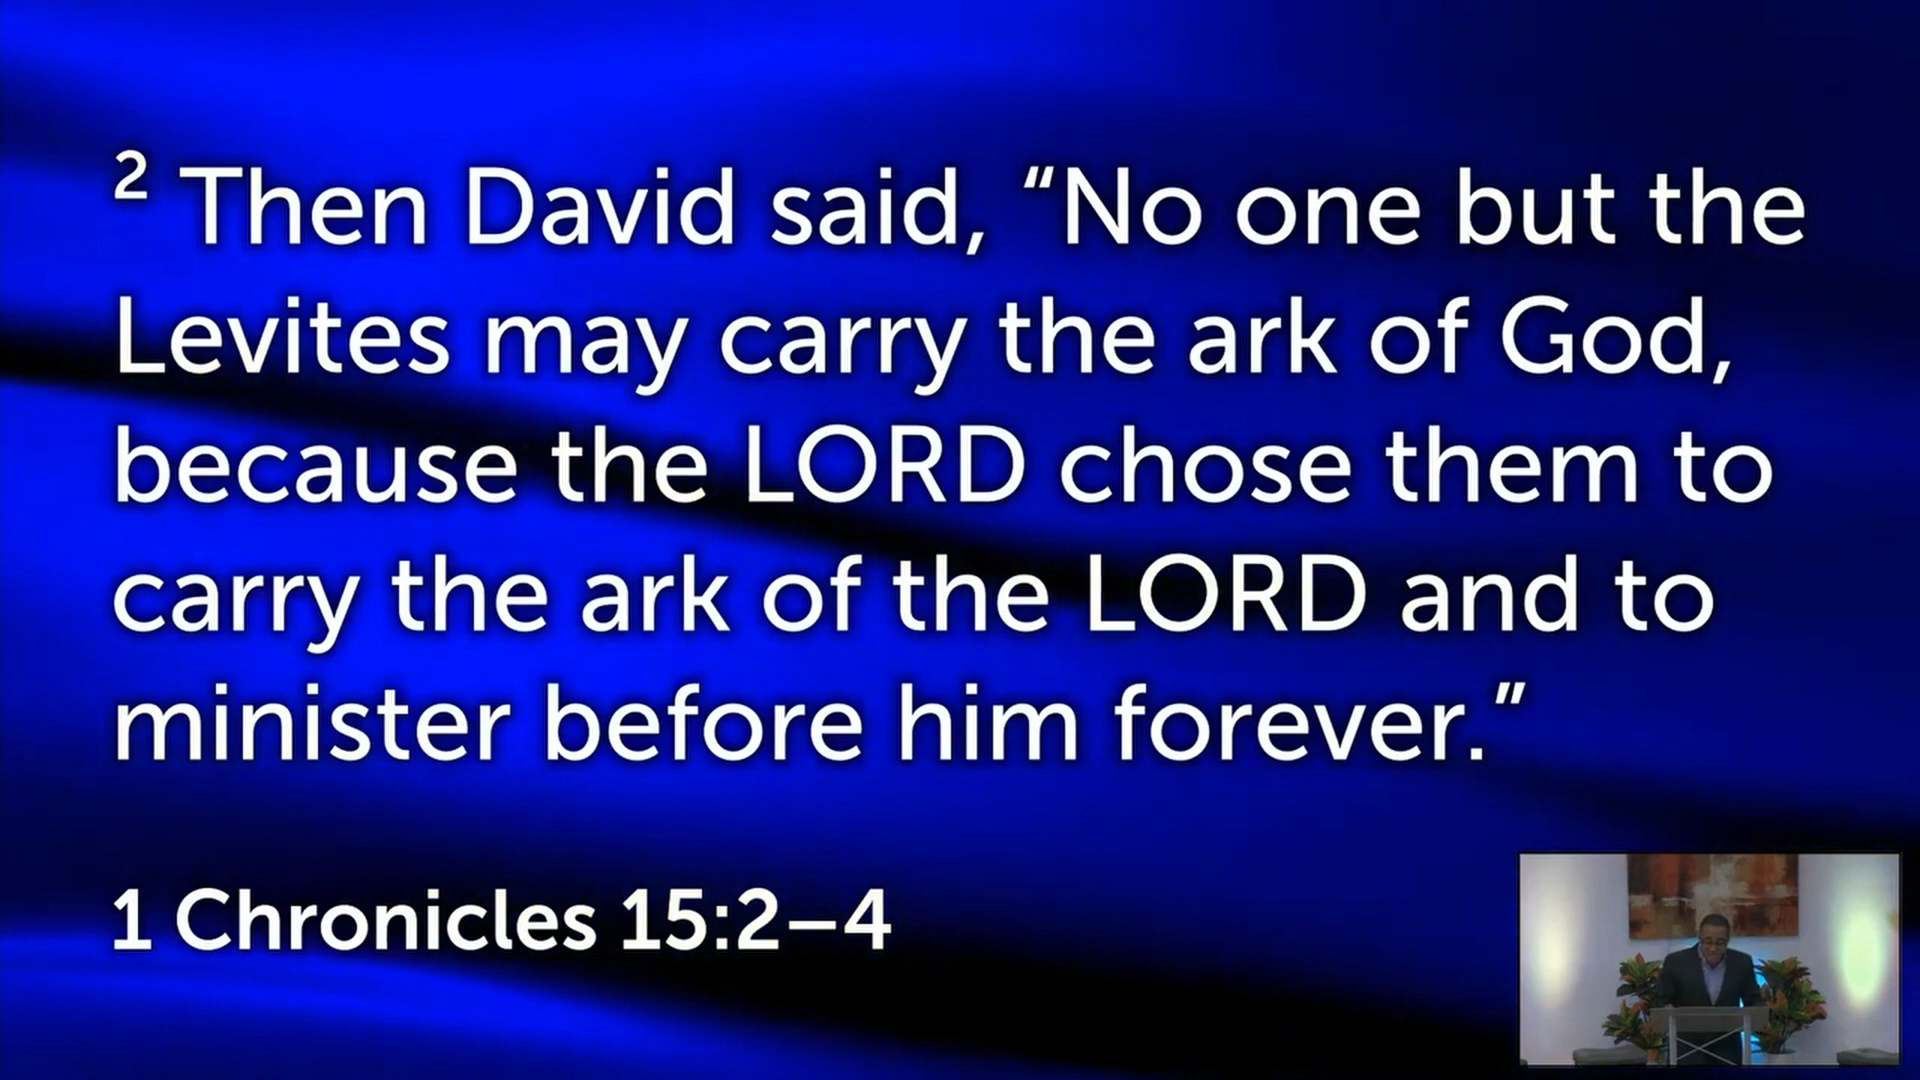 ² Then David said, “No one but the
Levites may carry the ark of God,
because the LORD chose them to
carry the ark of the LORD and to
minister before him forever.”
1 Chronicles 15:2–4